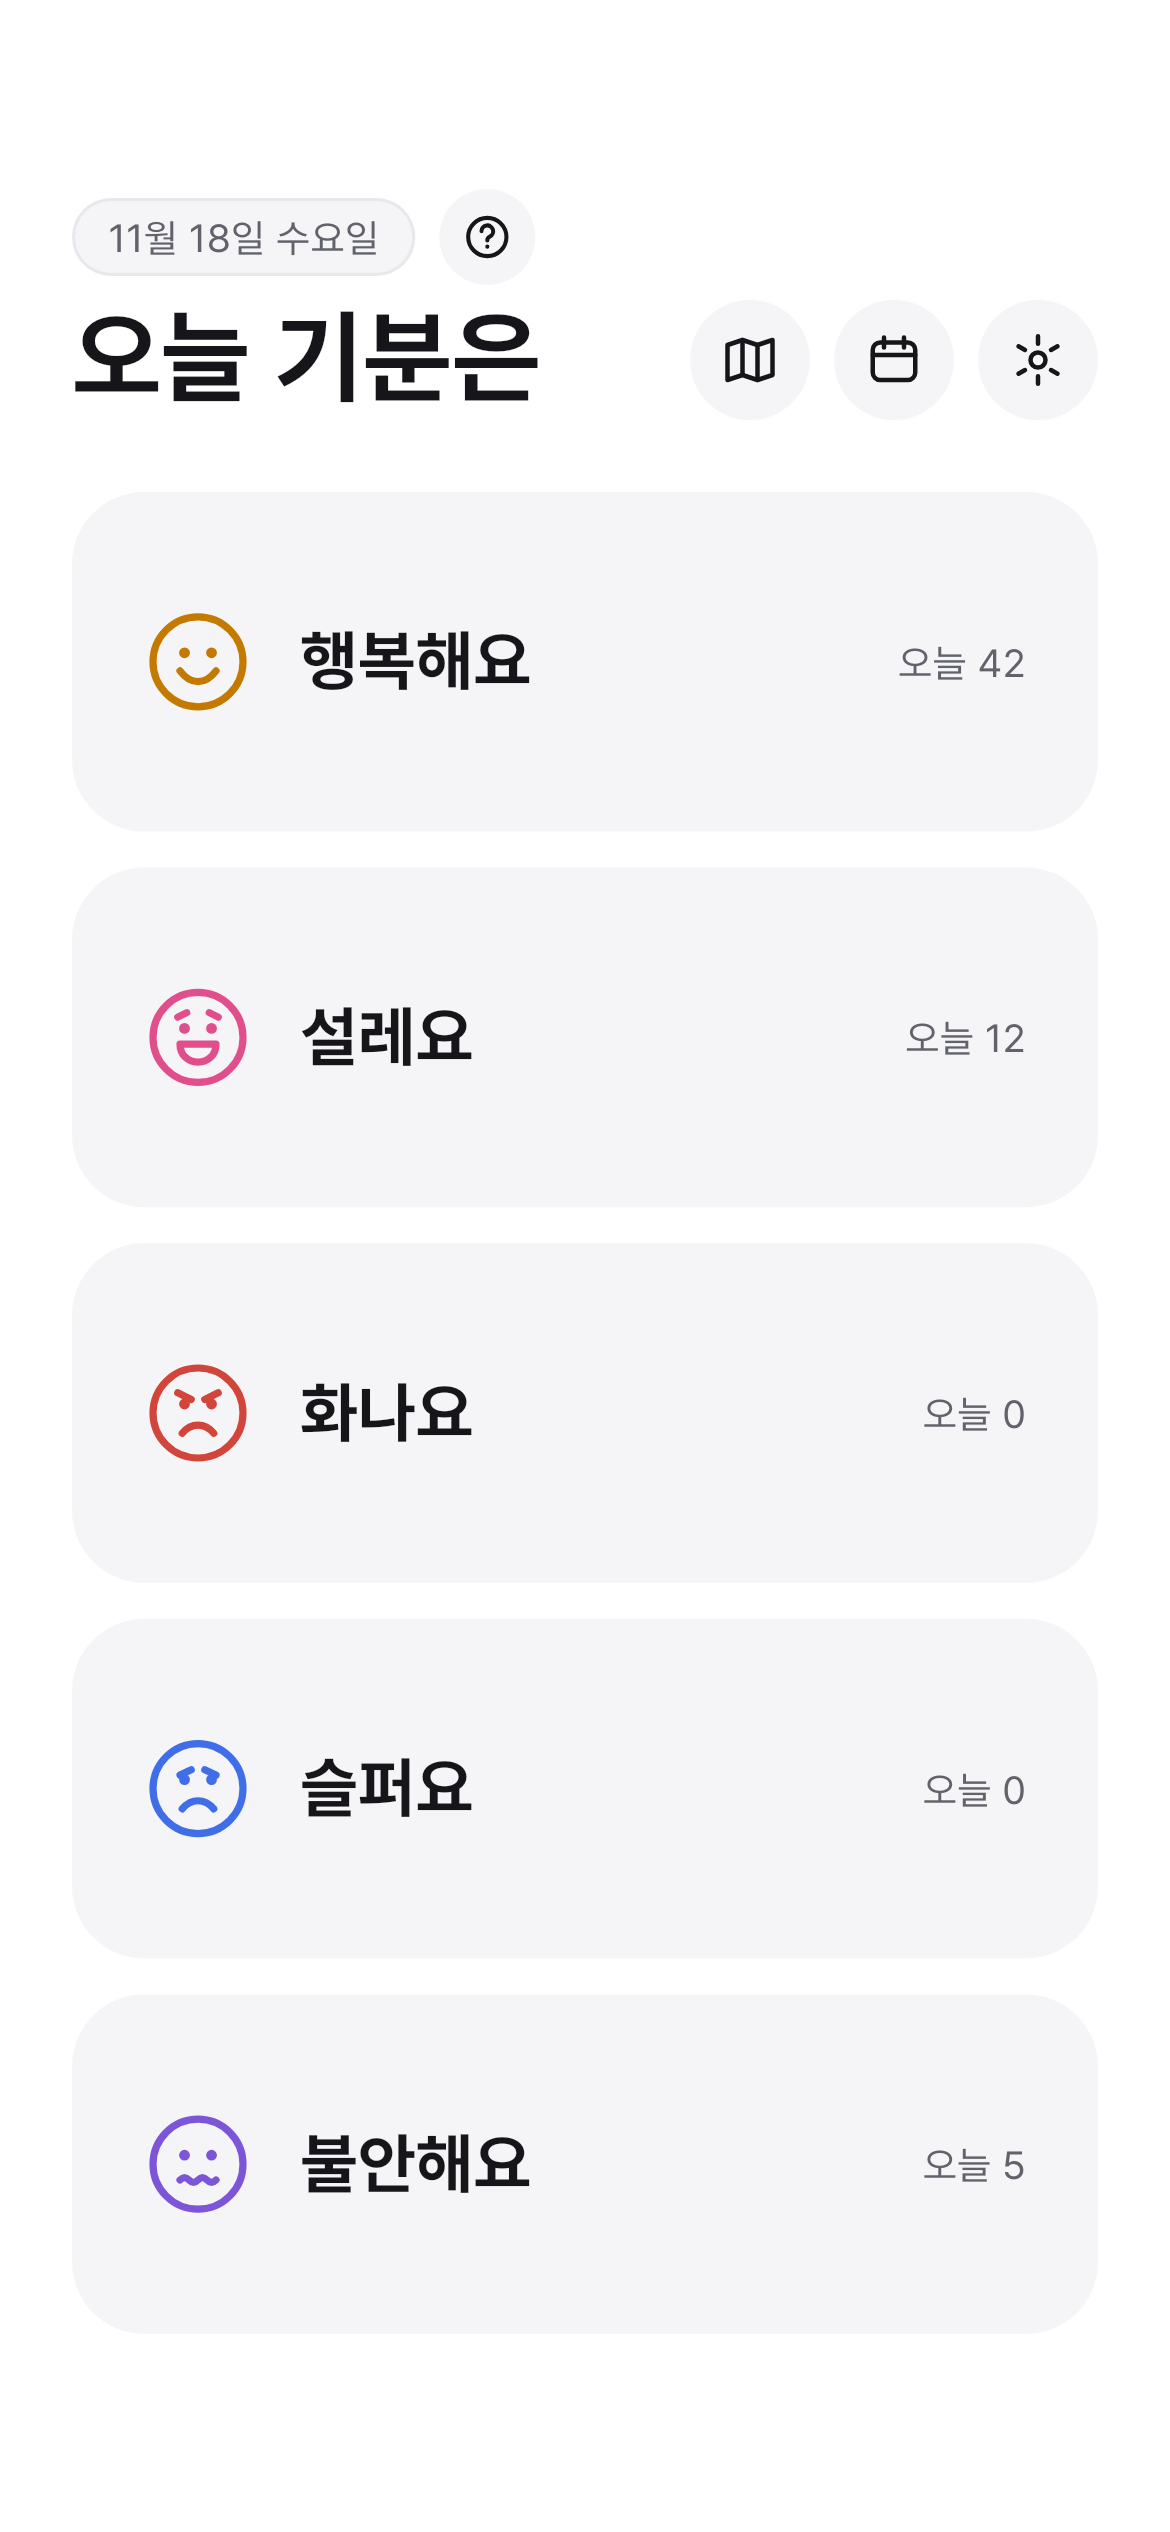 11월 18일 수요일
오늘 기분은
행복해요 오늘 42
설레요 오늘 12
화나요 오늘 0
슬퍼요 오늘 0
불안해요 오늘 5